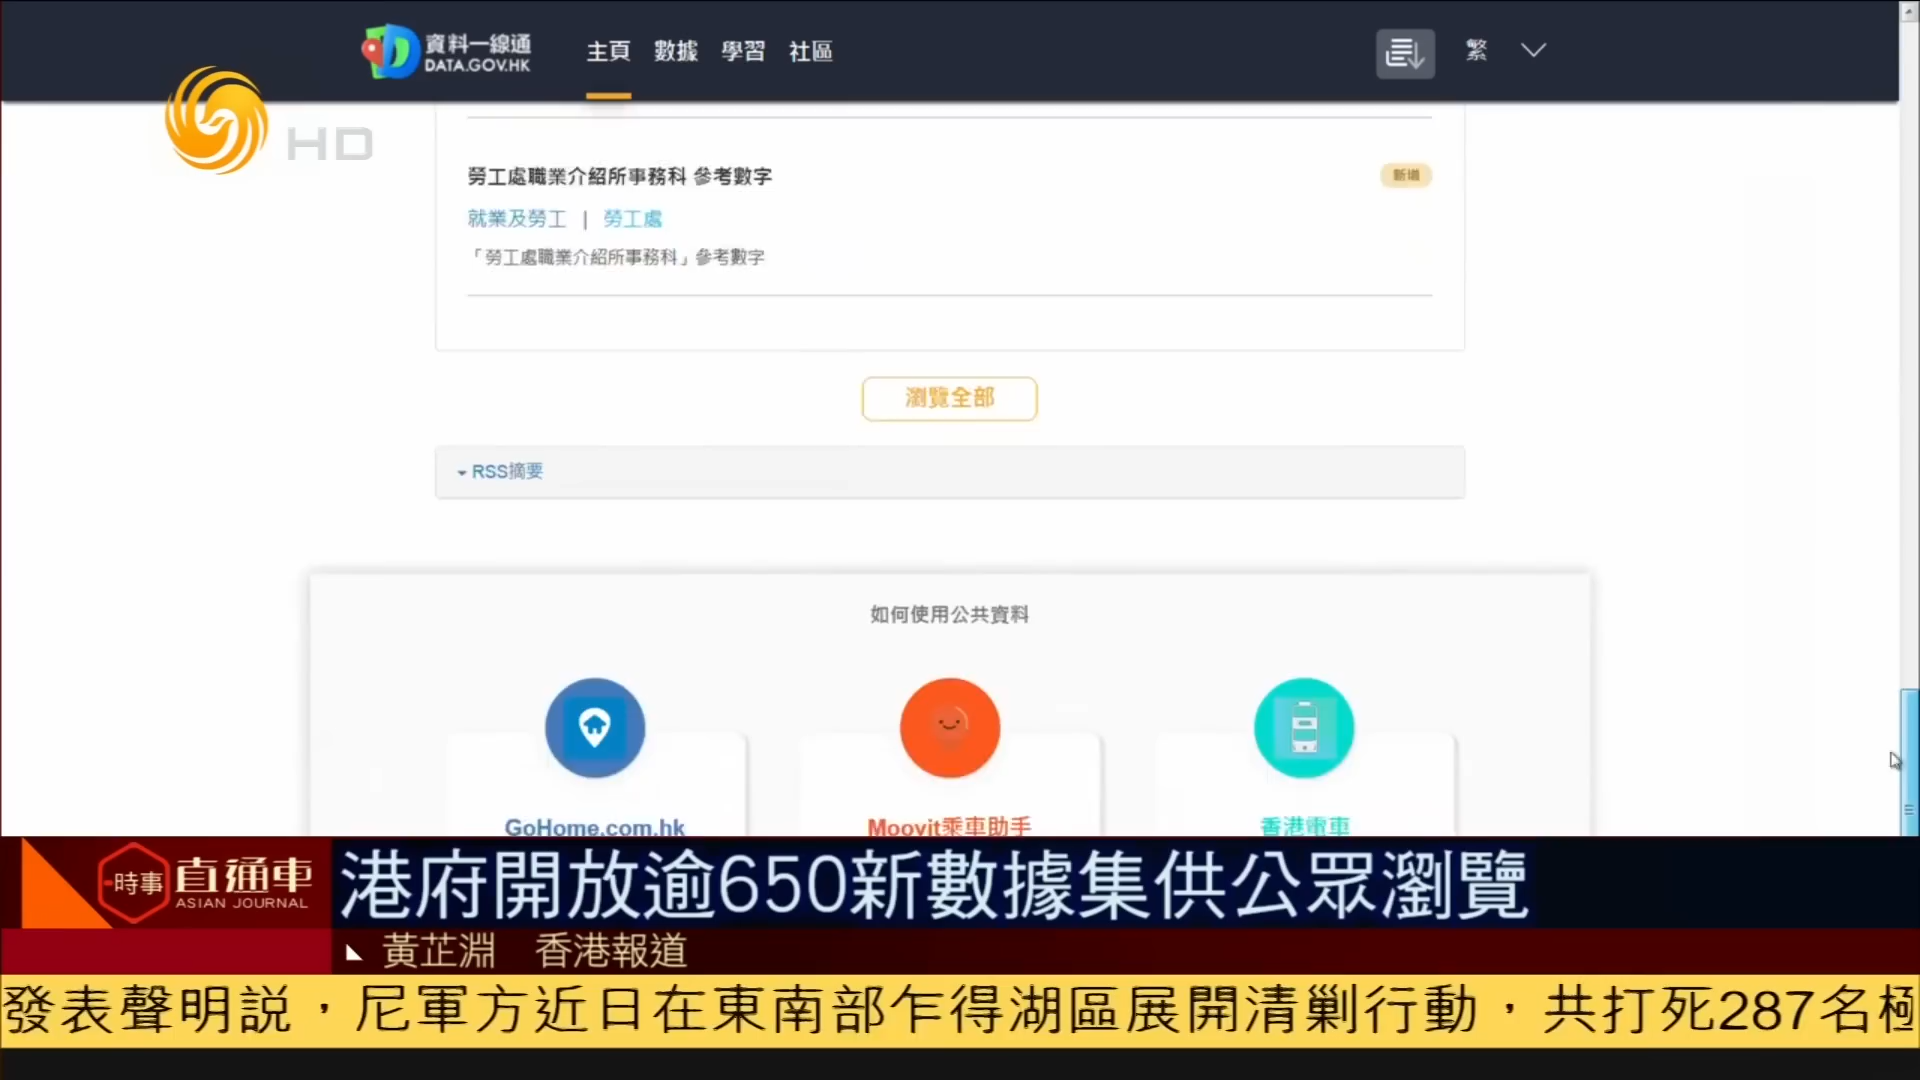 資料一線通
DATA.GOV.HK
主頁 數據 學習 社區
繁
HD
勞工處職業介紹所事務科 參考數字
新增
就業及勞工 | 勞工處
「勞工處職業介紹所事務科」參考數字
瀏覽全部
RSS摘要
如何使用公共資料
GoHome.com.hk
Moovit乘車助手
香港電車
時事直通車
ASIAN JOURNAL
港府開放逾650新數據集供公眾瀏覽
黃芷淵 香港報道
發表聲明説，尼軍方近日在東南部乍得湖區展開清剿行動，共打死287名極